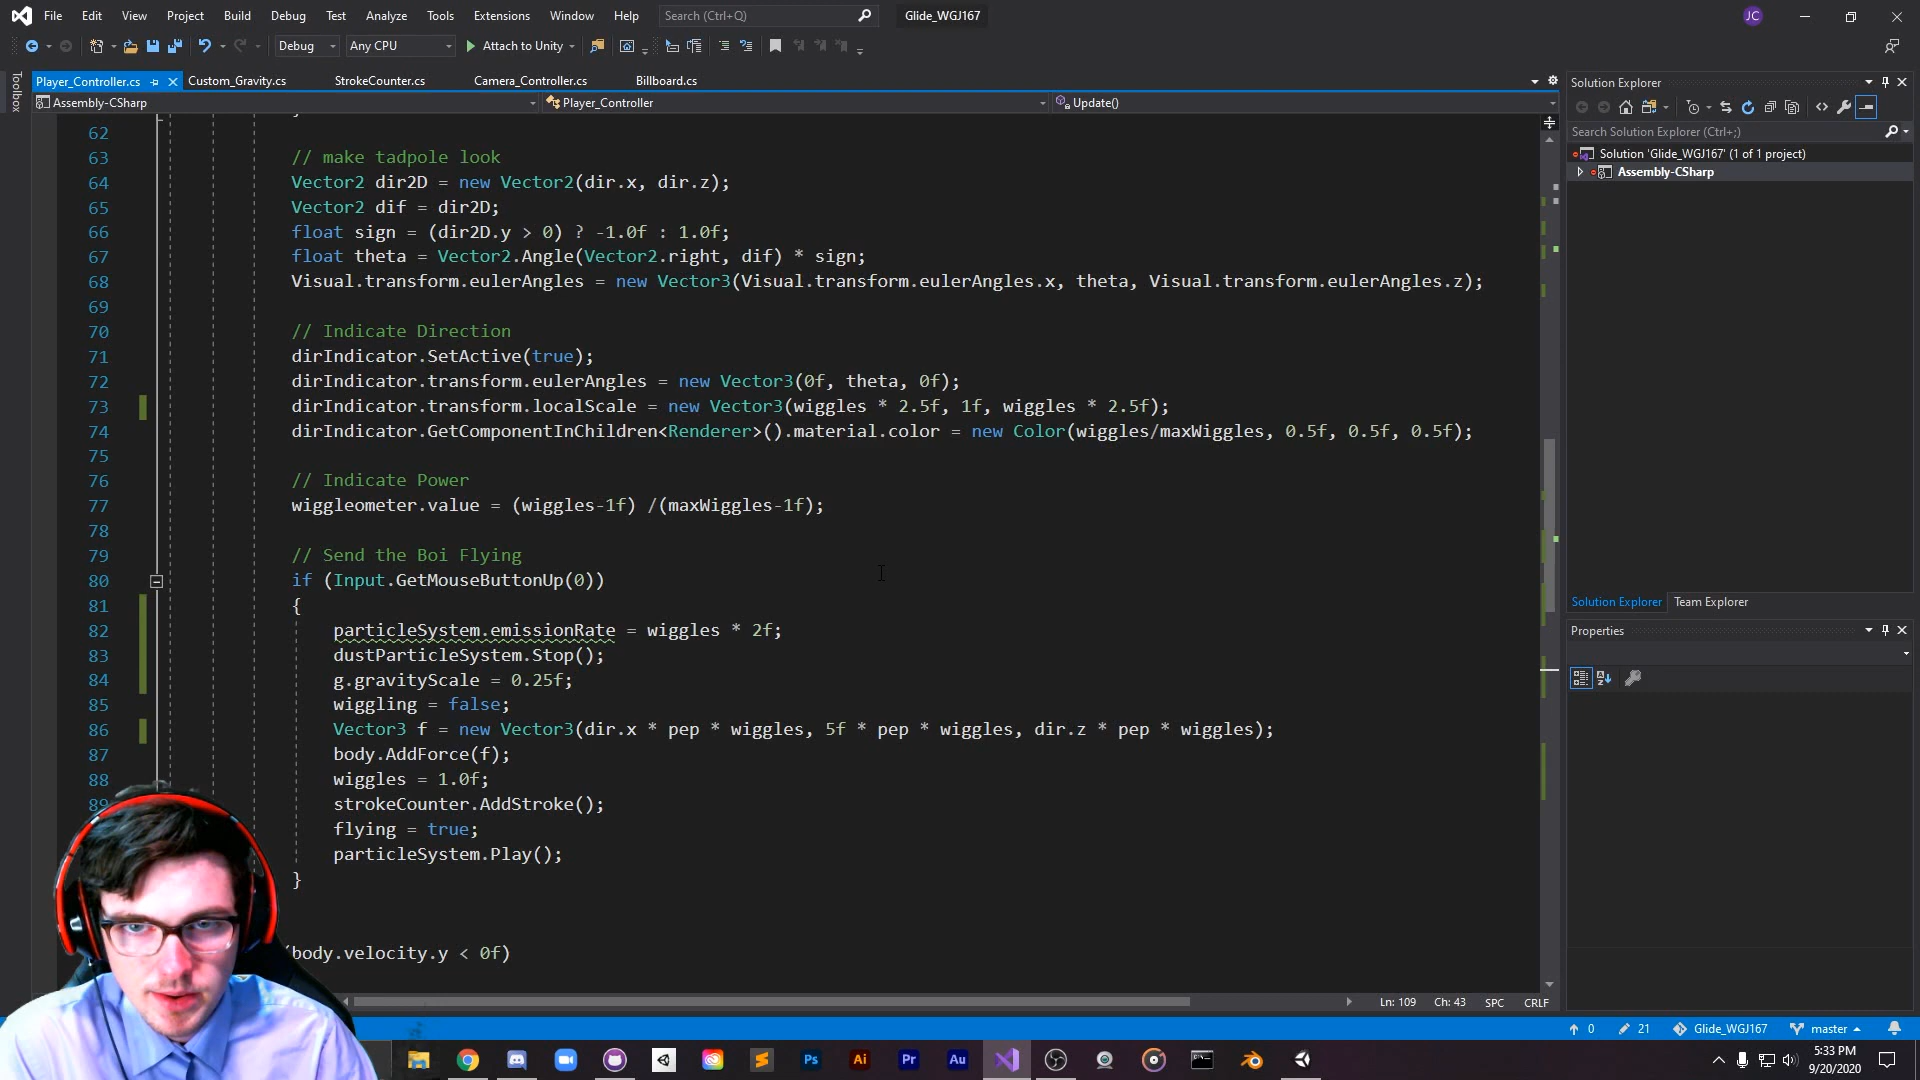 File Edit View Project Build Debug Test Analyze Tools Extensions Window Help Search (Ctrl+Q) Glide_WGJ167 JC
Debug Any CPU Attach to Unity
Toolbox
Player_Controller.cs Custom_Gravity.cs StrokeCounter.cs Camera_Controller.cs Billboard.cs
Assembly-CSharp Player_Controller Update()
62
63 // make tadpole look
64 Vector2 dir2D = new Vector2(dir.x, dir.z);
65 Vector2 dif = dir2D;
66 float sign = (dir2D.y > 0) ? -1.0f : 1.0f;
67 float theta = Vector2.Angle(Vector2.right, dif) * sign;
68 Visual.transform.eulerAngles = new Vector3(Visual.transform.eulerAngles.x, theta, Visual.transform.eulerAngles.z);
69
70 // Indicate Direction
71 dirIndicator.SetActive(true);
72 dirIndicator.transform.eulerAngles = new Vector3(0f, theta, 0f);
73 dirIndicator.transform.localScale = new Vector3(wiggles * 2.5f, 1f, wiggles * 2.5f);
74 dirIndicator.GetComponentInChildren<Renderer>().material.color = new Color(wiggles/maxWiggles, 0.5f, 0.5f, 0.5f);
75
76 // Indicate Power
77 wiggleometer.value = (wiggles-1f) /(maxWiggles-1f);
78
79 // Send the Boi Flying
80 if (Input.GetMouseButtonUp(0))
81 {
82 particleSystem.emissionRate = wiggles * 2f;
83 dustParticleSystem.Stop();
84 g.gravityScale = 0.25f;
85 wiggling = false;
86 Vector3 f = new Vector3(dir.x * pep * wiggles, 5f * pep * wiggles, dir.z * pep * wiggles);
87 body.AddForce(f);
88 wiggles = 1.0f;
89 strokeCounter.AddStroke();
flying = true;
particleSystem.Play();
}
(body.velocity.y < 0f)
Solution Explorer
Search Solution Explorer (Ctrl+;)
Solution 'Glide_WGJ167' (1 of 1 project)
Assembly-CSharp
Solution Explorer Team Explorer
Properties
Ln: 109 Ch: 43 SPC CRLF
0 21 Glide_WGJ167 master
Ps Ai Pr Au
5:33 PM
9/20/2020